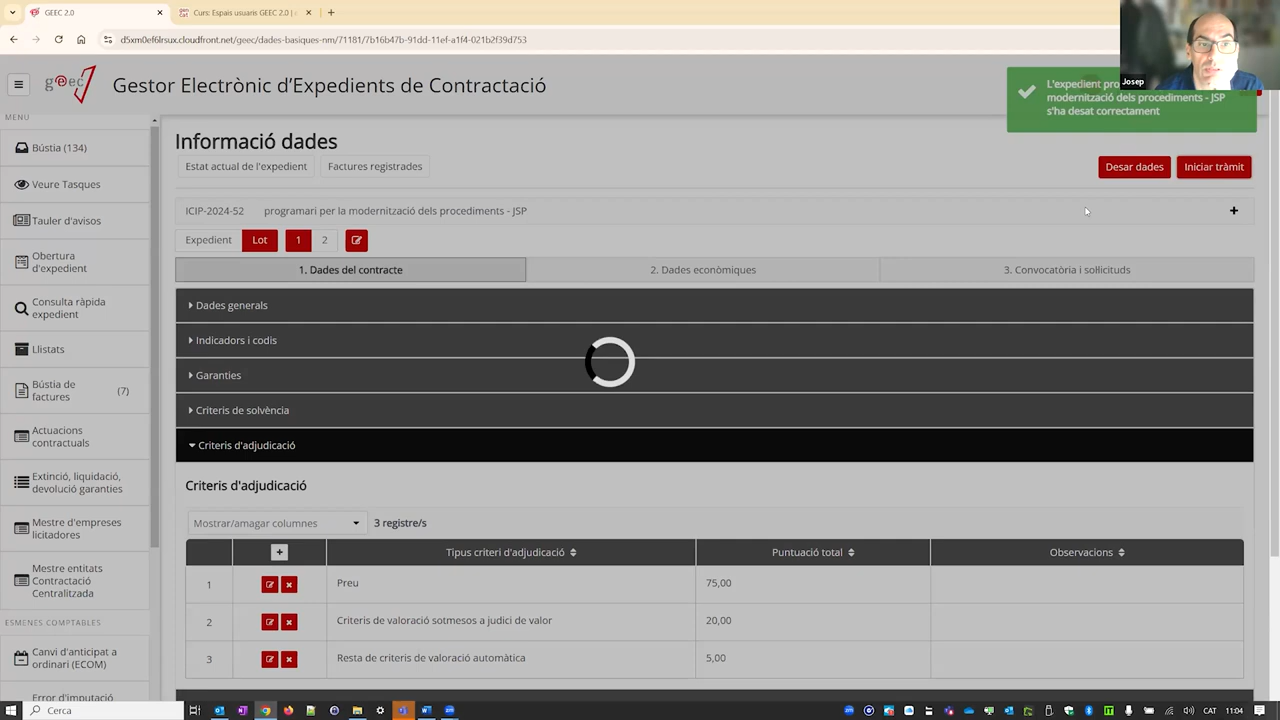 GEEC 2.0
Curs: Espais usuaris GEEC 2.0 |
d5xm0ef6lrsux.cloudfront.net/geec/dades-basiques-nm/71181/7b16b47b-91dd-11ef-a1f4-021b2f39d753
Josep
geec
Gestor Electrònic d'Expedients de Contractació
L'expedient
modernització dels procediments - JSP
s'ha desat correctament
MENÚ
Bústia (134)
Veure Tasques
Tauler d'avisos
Obertura
d'expedient
Consulta ràpida
expedient
Llistats
Bústia de
factures
(7)
Actuacions
contractuals
Extinció, liquidació,
devolució garanties
Mestre d'empreses
licitadores
Mestre entitats
Contractació
Centralitzada
ESMENES COMPTABLES
Canvi d'anticipat a
ordinari (ECOM)
Error d'imputació
Informació dades
Estat actual de l'expedient
Factures registrades
Desar dades
Iniciar tràmit
ICIP-2024-52 programari per la modernització dels procediments - JSP
Expedient Lot 1 2
1. Dades del contracte
2. Dades econòmiques
3. Convocatòria i sol·licituds
Dades generals
Indicadors i codis
Garanties
Criteris de solvència
Criteris d'adjudicació
Criteris d'adjudicació
Mostrar/amagar columnes
3 registre/s
Tipus criteri d'adjudicació Puntuació total Observacions
1 Preu 75,00
2 Criteris de valoració sotmesos a judici de valor 20,00
3 Resta de criteris de valoració automàtica 5,00
Cerca
CAT
11:04